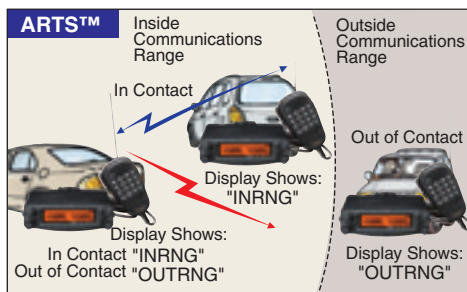 ARTS™
Inside
Communications
Range
Outside
Communications
Range
In Contact
Out of Contact
Display Shows:
"INRNG"
Display Shows:
In Contact "INRNG"
Out of Contact "OUTRNG"
Display Shows:
"OUTRNG"